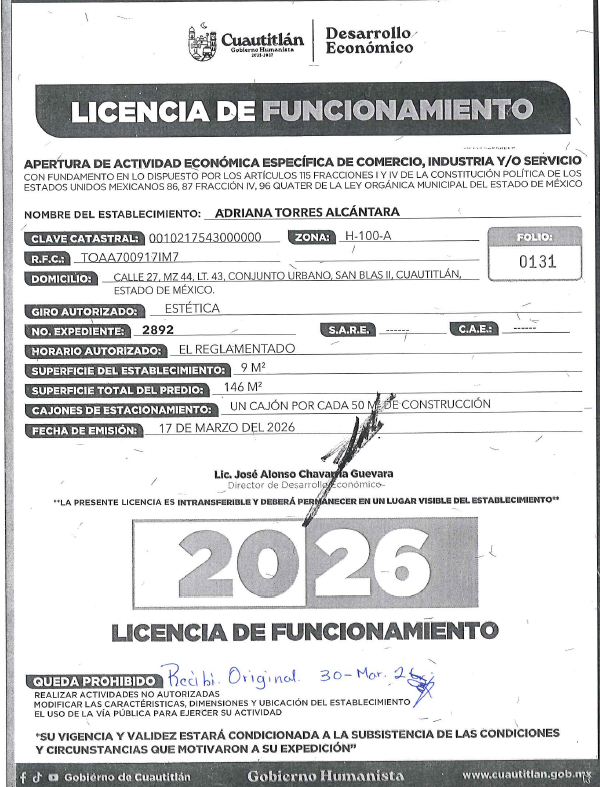 Cuautitlán
Gobierno Humanista
2025-2027
Desarrollo
Económico
LICENCIA DE FUNCIONAMIENTO
APERTURA DE ACTIVIDAD ECONÓMICA ESPECÍFICA DE COMERCIO, INDUSTRIA Y/O SERVICIO
CON FUNDAMENTO EN LO DISPUESTO POR LOS ARTÍCULOS 115 FRACCIONES I Y IV DE LA CONSTITUCIÓN POLÍTICA DE LOS
ESTADOS UNIDOS MEXICANOS 86, 87 FRACCIÓN IV, 96 QUATER DE LA LEY ORGÁNICA MUNICIPAL DEL ESTADO DE MÉXICO
NOMBRE DEL ESTABLECIMIENTO: ADRIANA TORRES ALCÁNTARA
CLAVE CATASTRAL: 0010217543000000 ZONA: H-100-A
FOLIO:
0131
R.F.C.: TOAA700917IM7
DOMICILIO: CALLE 27, MZ 44, LT. 43, CONJUNTO URBANO, SAN BLAS II, CUAUTITLÁN,
ESTADO DE MÉXICO.
GIRO AUTORIZADO: ESTÉTICA
NO. EXPEDIENTE: 2892 S.A.R.E. ------ C.A.E.: ------
HORARIO AUTORIZADO: EL REGLAMENTADO
SUPERFICIE DEL ESTABLECIMIENTO: 9 M²
SUPERFICIE TOTAL DEL PREDIO: 146 M²
CAJONES DE ESTACIONAMIENTO: UN CAJÓN POR CADA 50 M² DE CONSTRUCCIÓN
FECHA DE EMISIÓN: 17 DE MARZO DEL 2026
Lic. José Alonso Chavarría Guevara
Director de Desarrollo Económico
**LA PRESENTE LICENCIA ES INTRANSFERIBLE Y DEBERÁ PERMANECER EN UN LUGAR VISIBLE DEL ESTABLECIMIENTO**
2026
LICENCIA DE FUNCIONAMIENTO
QUEDA PROHIBIDO Recibi Original. 30-Mar. 26
REALIZAR ACTIVIDADES NO AUTORIZADAS
MODIFICAR LAS CARACTERÍSTICAS, DIMENSIONES Y UBICACIÓN DEL ESTABLECIMIENTO
EL USO DE LA VÍA PÚBLICA PARA EJERCER SU ACTIVIDAD
"SU VIGENCIA Y VALIDEZ ESTARÁ CONDICIONADA A LA SUBSISTENCIA DE LAS CONDICIONES
Y CIRCUNSTANCIAS QUE MOTIVARON A SU EXPEDICIÓN"
Gobierno de Cuautitlán Gobierno Humanista www.cuautitlan.gob.mx